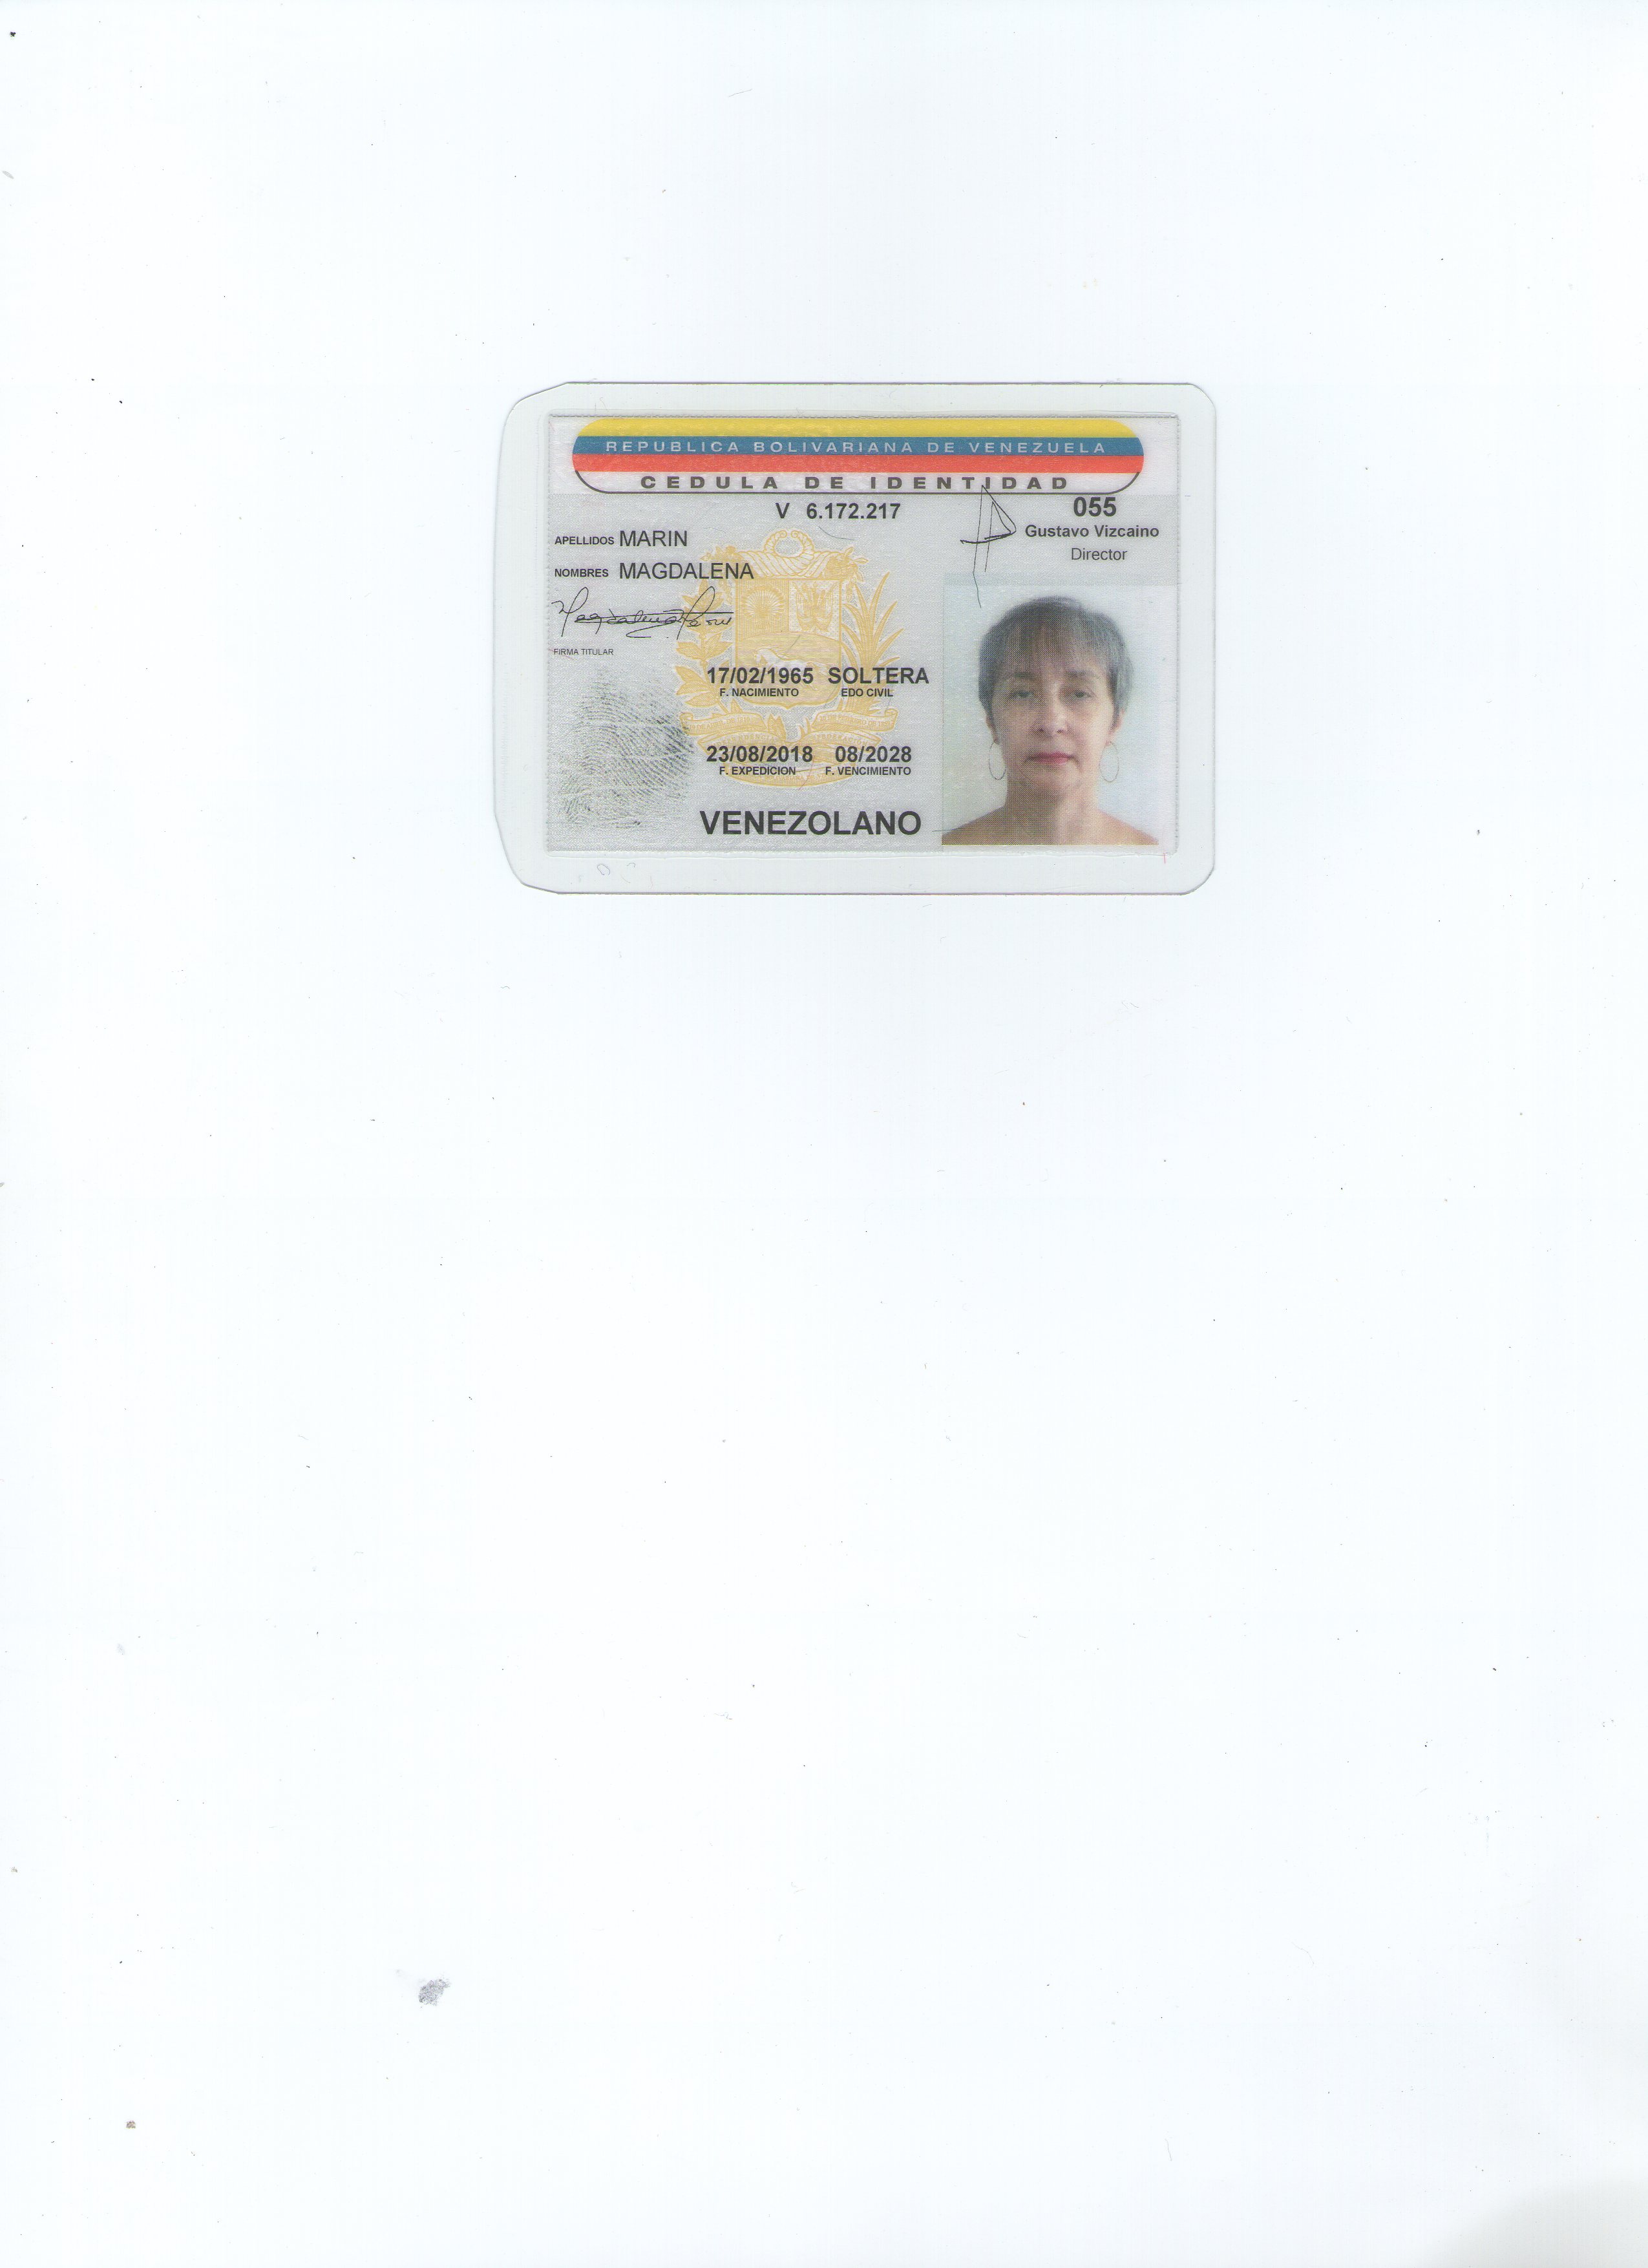 REPUBLICA BOLIVARIANA DE VENEZUELA
CEDULA DE IDENTIDAD
V 6.172.217
055
Gustavo Vizcaino
Director
APELLIDOS MARIN
NOMBRES MAGDALENA
FIRMA TITULAR
17/02/1965 SOLTERA
F. NACIMIENTO EDO CIVIL
23/08/2018 08/2028
F. EXPEDICION F. VENCIMIENTO
VENEZOLANO